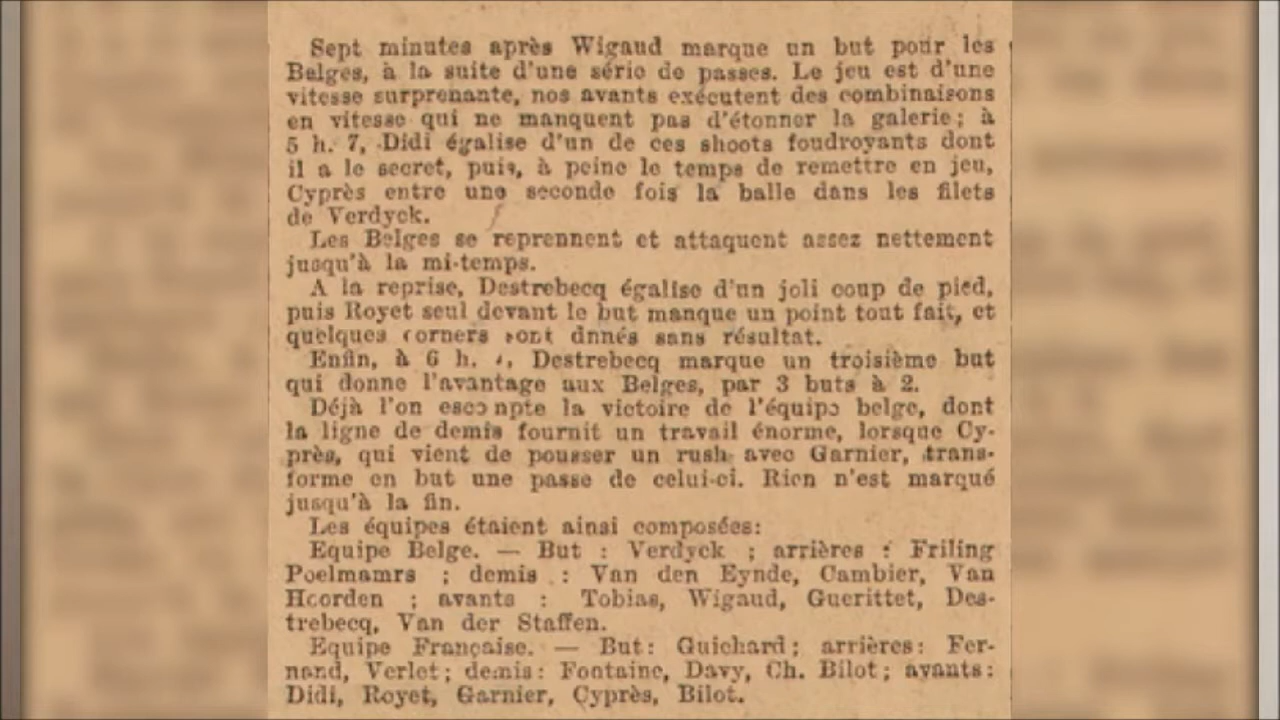 Sept minutes après Wigaud marque un but pour les
Belges, à la suite d'une série de passes. Le jeu est d'une
vitesse surprenante, nos avants exécutent des combinaisons
en vitesse qui ne manquent pas d'étonner la galerie; à
5 h. 7, Didi égalise d'un de ces shoots foudroyants dont
il a le secret, puis, à peine le temps de remettre en jeu,
Cyprès entre une seconde fois la balle dans les filets
de Verdyck.
Les Belges se reprennent et attaquent assez nettement
jusqu'à la mi-temps.
A la reprise, Destrebecq égalise d'un joli coup de pied,
puis Royet seul devant le but manque un point tout fait, et
quelques corners sont dnnés sans résultat.
Enfin, à 6 h. , Destrebecq marque un troisième but
qui donne l'avantage aux Belges, par 3 buts à 2.
Déjà l'on la victoire de l'équipe belge, dont
la ligne de demis fournit un travail énorme, lorsque Cy-
près, qui vient de pousser un rush avec Garnier, trans-
forme en but une passe de celui-ci. Rien n'est marqué
jusqu'à la fin.
Les équipes étaient ainsi composées:
Equipe Belge. — But : Verdyck ; arrières : Friling
Poelmamrs ; demis : Van den Eynde, Cambier, Van
Hcorden ; avants : Tobias, Wigaud, Guerittet, Des-
trebecq, Van der Staffen.
Equipe Française. — But: Guichard; arrières: Fer-
nand, Verlet; demis: Fontaine, Davy, Ch. Bilot; avants:
Didi, Royet, Garnier, Cyprès, Bilot.